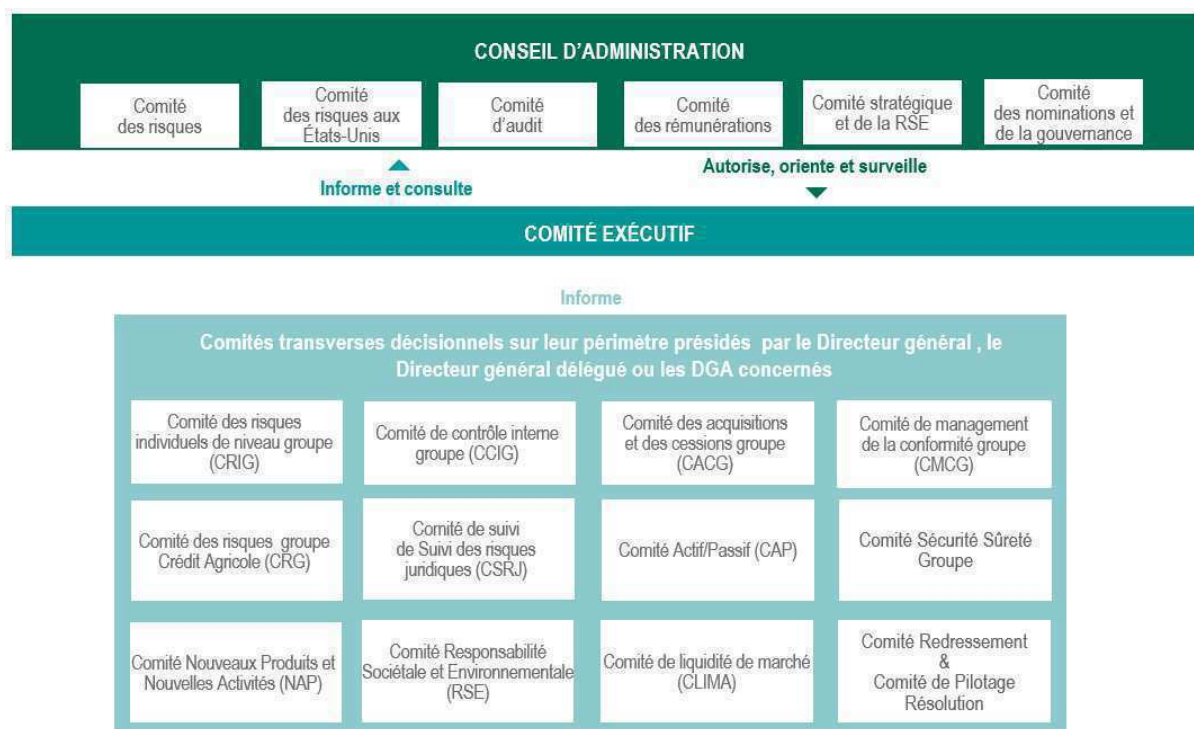 CONSEIL D'ADMINISTRATION
Comité
des risques
Comité
des risques aux
États-Unis
Comité
d'audit
Comité
des rémunérations
Comité stratégique
et de la RSE
Comité
des nominations et
de la gouvernance
Informe et consulte
Autorise, oriente et surveille
COMITÉ EXÉCUTIF
Informe
Comités transverses décisionnels sur leur périmètre présidés par le Directeur général , le
Directeur général délégué ou les DGA concernés
Comité des risques
individuels de niveau groupe
(CRIG)
Comité de contrôle interne
groupe (CCIG)
Comité des acquisitions
et des cessions groupe
(CACG)
Comité de management
de la conformité groupe
(CMCG)
Comité des risques groupe
Crédit Agricole (CRG)
Comité de suivi
de Suivi des risques
juridiques (CSRJ)
Comité Actif/Passif (CAP)
Comité Sécurité Sûreté
Groupe
Comité Nouveaux Produits et
Nouvelles Activités (NAP)
Comité Responsabilité
Sociétale et Environnementale
(RSE)
Comité de liquidité de marché
(CLIMA)
Comité Redressement
&
Comité de Pilotage
Résolution